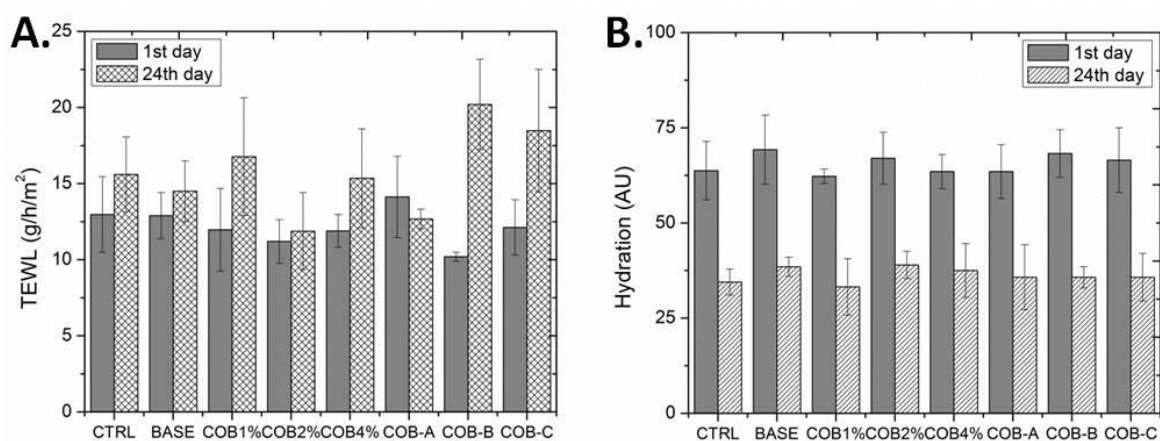 A.
1st day
24th day
TEWL (g/h/m²)
25
20
15
10
5
0
CTRL BASE COB1% COB2% COB4% COB-A COB-B COB-C
B.
1st day
24th day
Hydration (AU)
100
75
50
25
0
CTRL BASE COB1% COB2% COB4% COB-A COB-B COB-C